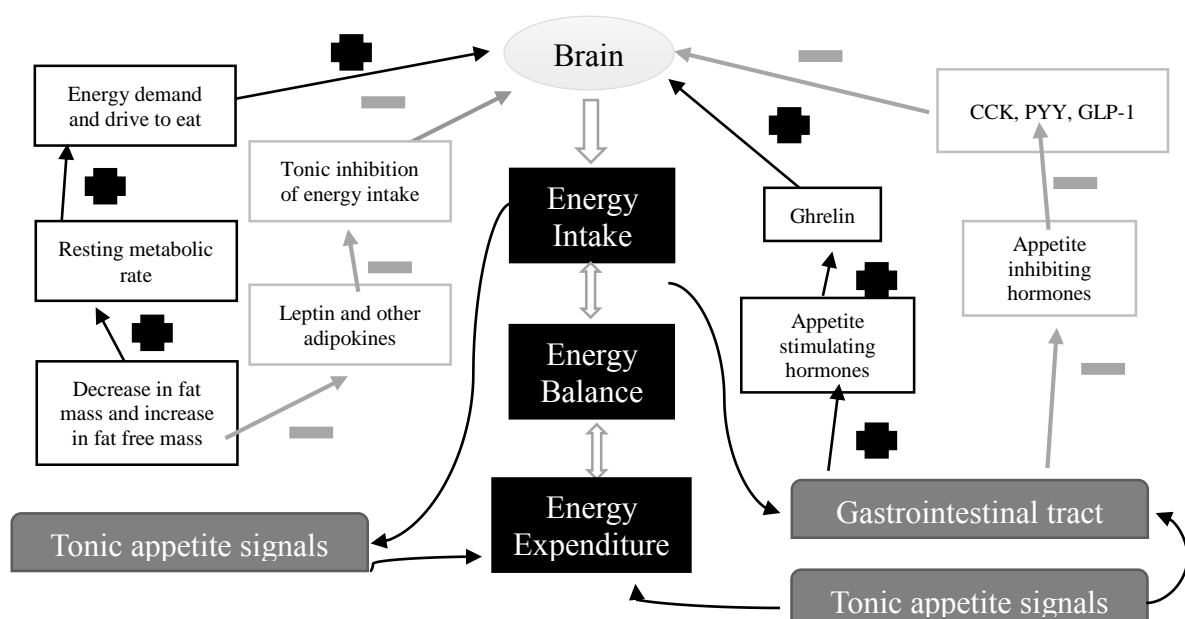 Brain
Energy demand
and drive to eat
CCK, PYY, GLP-1
Tonic inhibition
of energy intake
Energy
Intake
Ghrelin
Resting metabolic
rate
Appetite
inhibiting
hormones
Leptin and other
adipokines
Appetite
stimulating
hormones
Energy
Balance
Decrease in fat
mass and increase
in fat free mass
Energy
Expenditure
Gastrointestinal tract
Tonic appetite signals
Tonic appetite signals